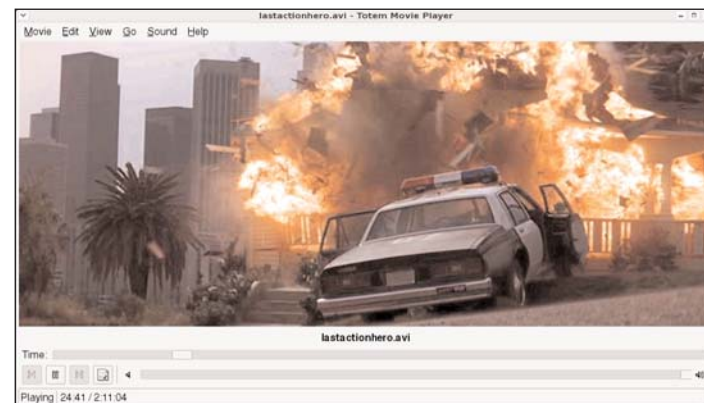 lastactionhero.avi - Totem Movie Player
Movie Edit View Go Sound Help
lastactionhero.avi
Time:
Playing 24:41 / 2:11:04